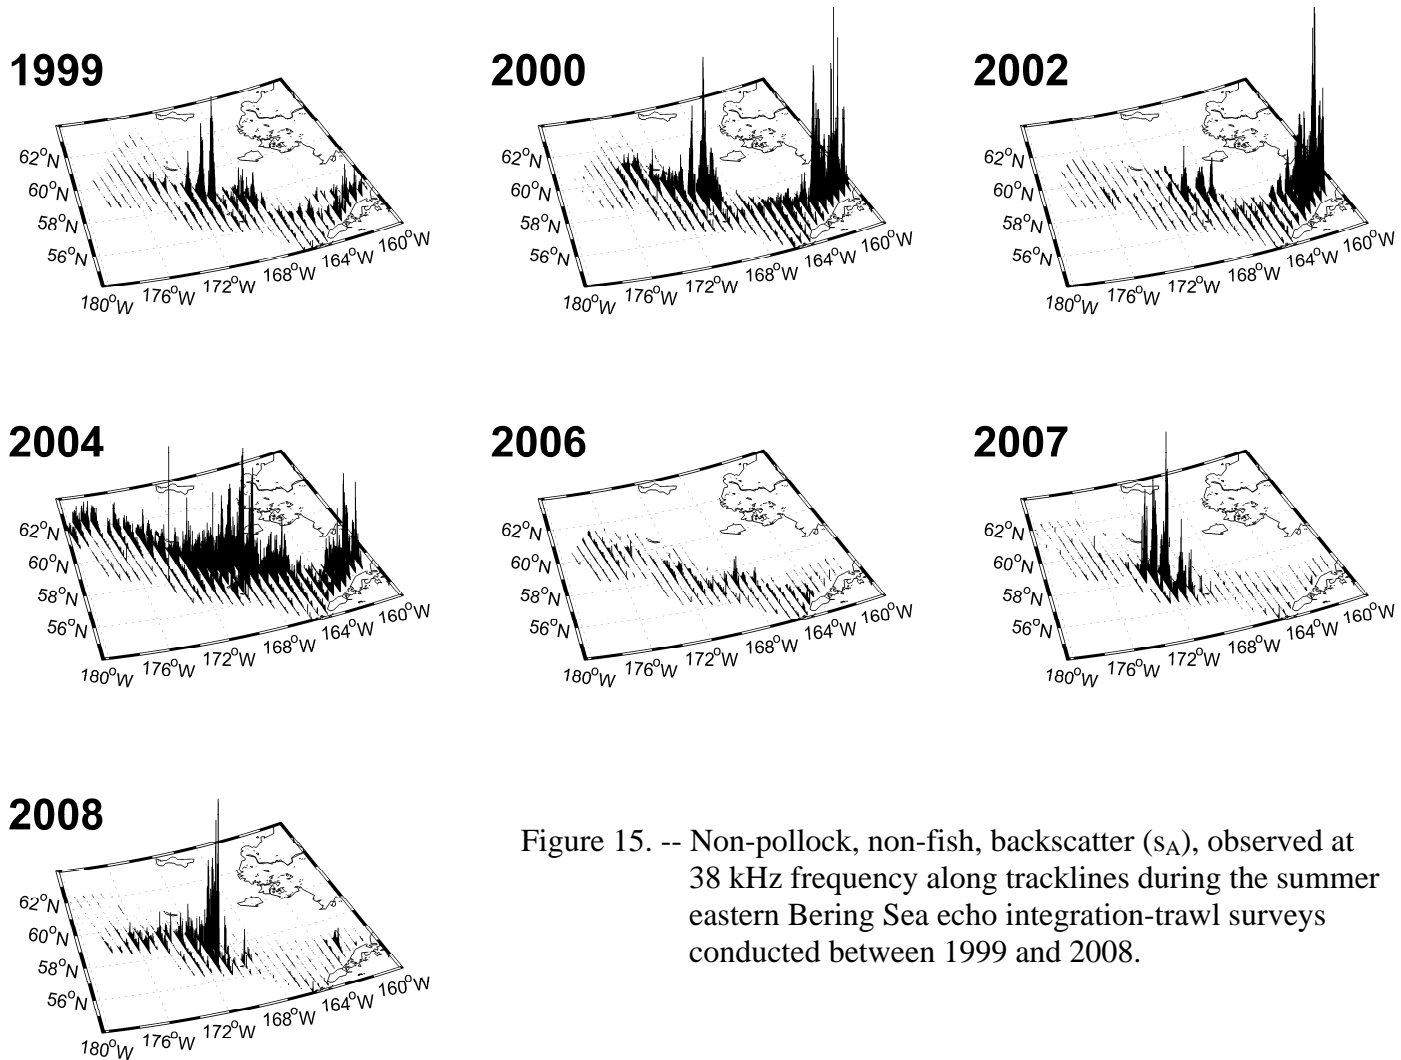 1999
62°N
60°N
58°N
56°N
180°W 176°W 172°W 168°W 164°W 160°W
2000
62°N
60°N
58°N
56°N
180°W 176°W 172°W 168°W 164°W 160°W
2002
62°N
60°N
58°N
56°N
180°W 176°W 172°W 168°W 164°W 160°W
2004
62°N
60°N
58°N
56°N
180°W 176°W 172°W 168°W 164°W 160°W
2006
62°N
60°N
58°N
56°N
180°W 176°W 172°W 168°W 164°W 160°W
2007
62°N
60°N
58°N
56°N
180°W 176°W 172°W 168°W 164°W 160°W
2008
62°N
60°N
58°N
56°N
180°W 176°W 172°W 168°W 164°W 160°W
Figure 15. -- Non-pollock, non-fish, backscatter (sA), observed at
38 kHz frequency along tracklines during the summer
eastern Bering Sea echo integration-trawl surveys
conducted between 1999 and 2008.